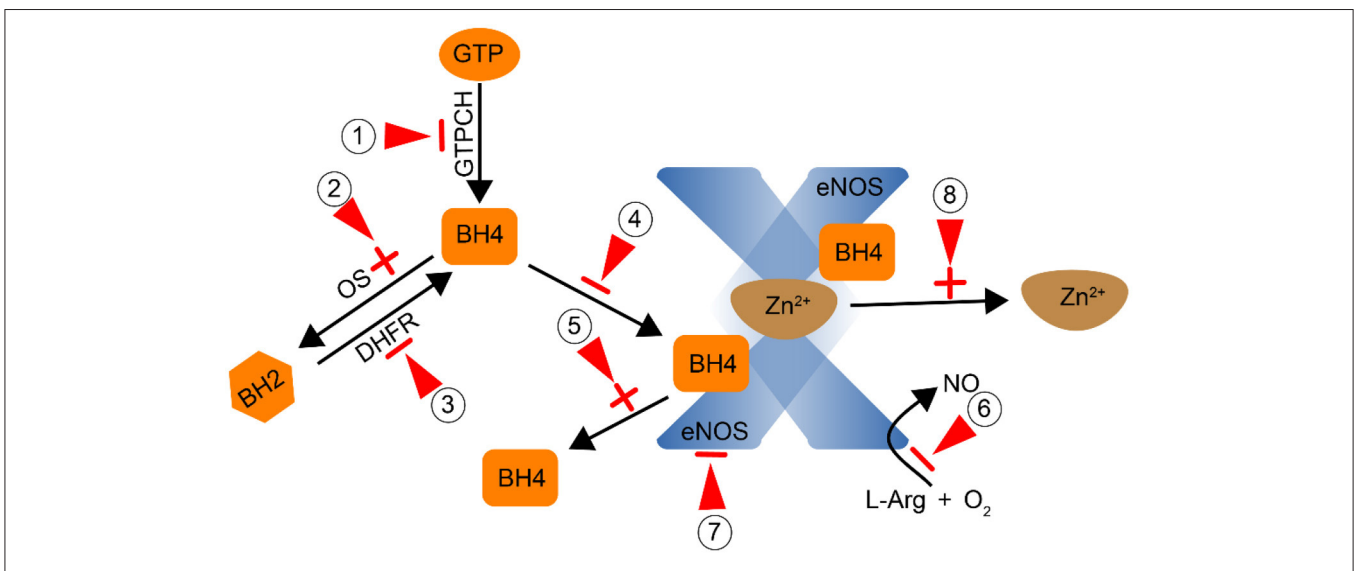 GTP
GTPCH
1
2
BH4
4
OS
DHFR
BH2
3
5
BH4
eNOS
BH4
7
eNOS
BH4
Zn²⁺
8
Zn²⁺
NO
6
L-Arg + O₂